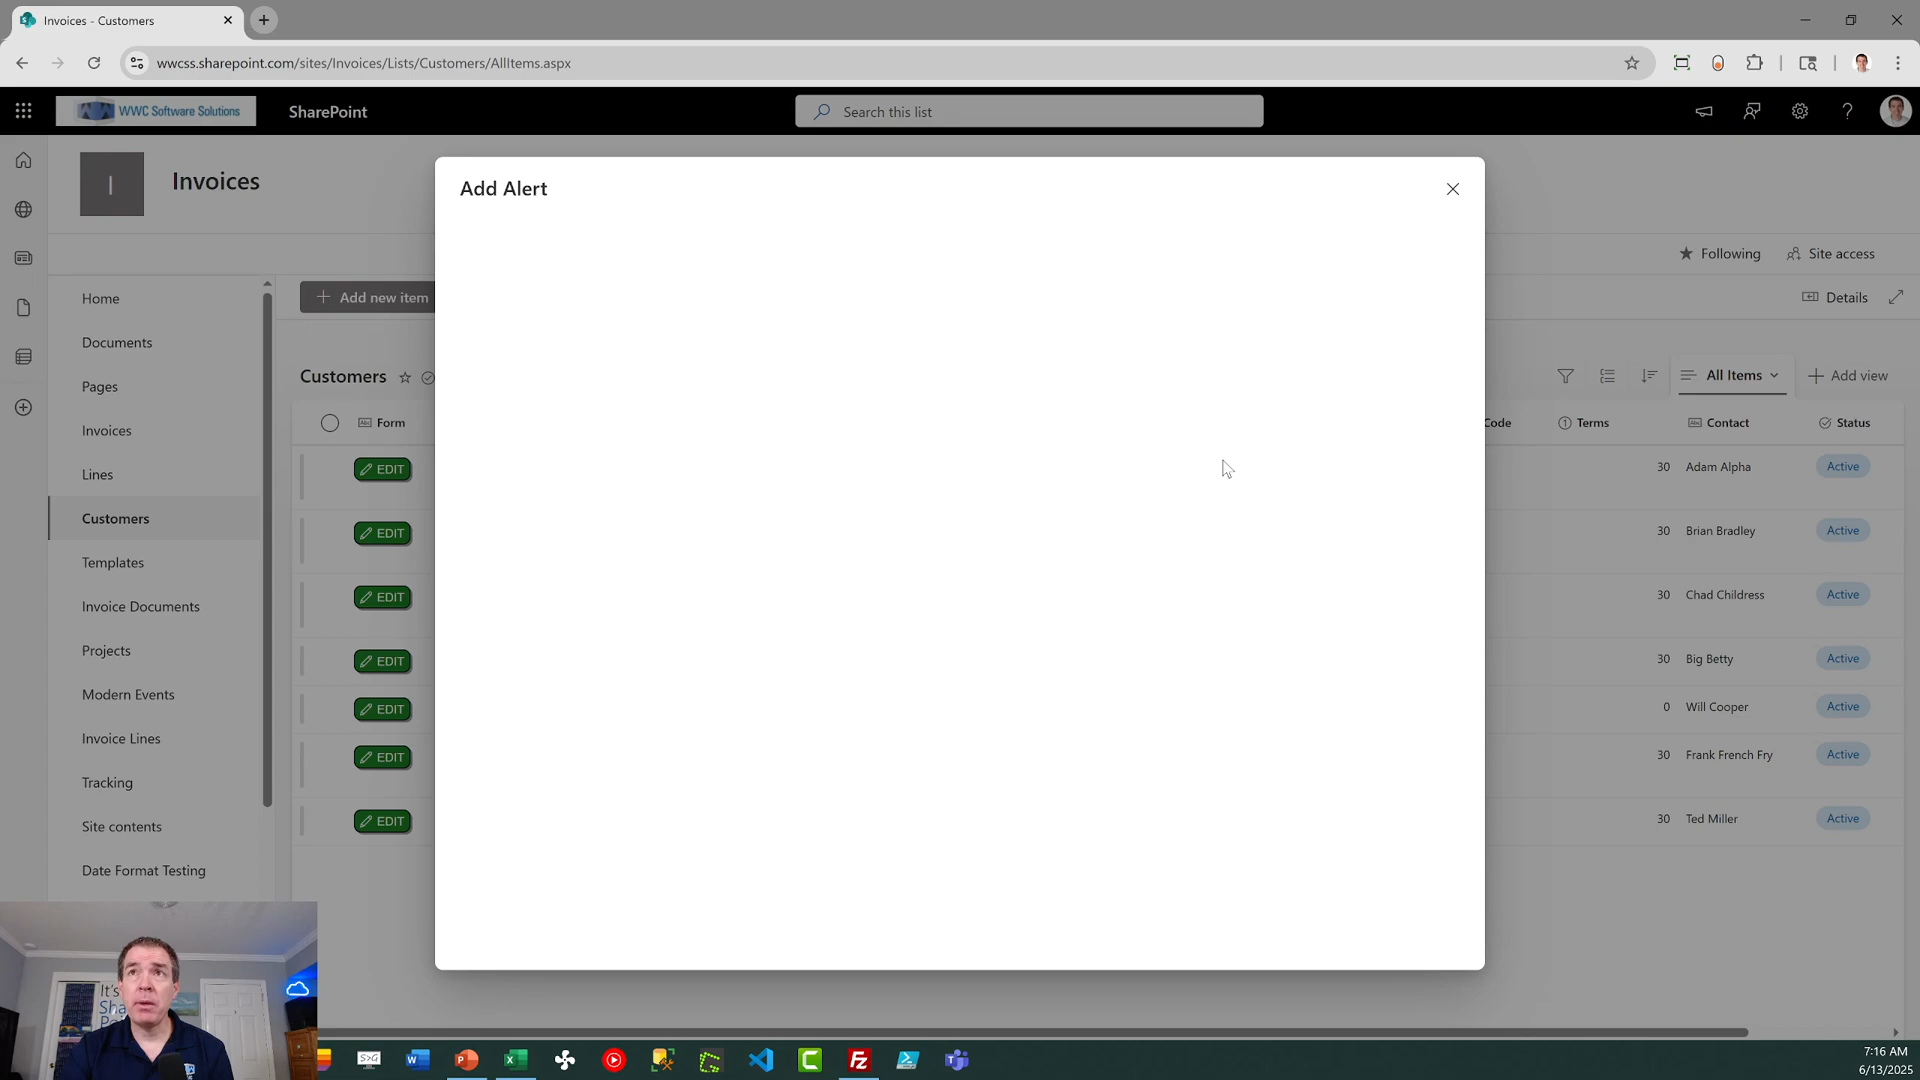 Invoices - Customers
wwcss.sharepoint.com/sites/Invoices/Lists/Customers/AllItems.aspx
WWC Software Solutions
SharePoint
Search this list
I
Invoices
Add Alert
Following
Site access
Home
Documents
Pages
Invoices
Lines
Customers
Templates
Invoice Documents
Projects
Modern Events
Invoice Lines
Tracking
Site contents
Date Format Testing
Add new item
Details
Customers
All Items
Add view
Form
Code
Terms
Contact
Status
EDIT
30 Adam Alpha Active
EDIT
30 Brian Bradley Active
EDIT
30 Chad Childress Active
EDIT
30 Big Betty Active
EDIT
0 Will Cooper Active
EDIT
30 Frank French Fry Active
EDIT
30 Ted Miller Active
It's
Sha
Po
S>G
7:16 AM
6/13/2025